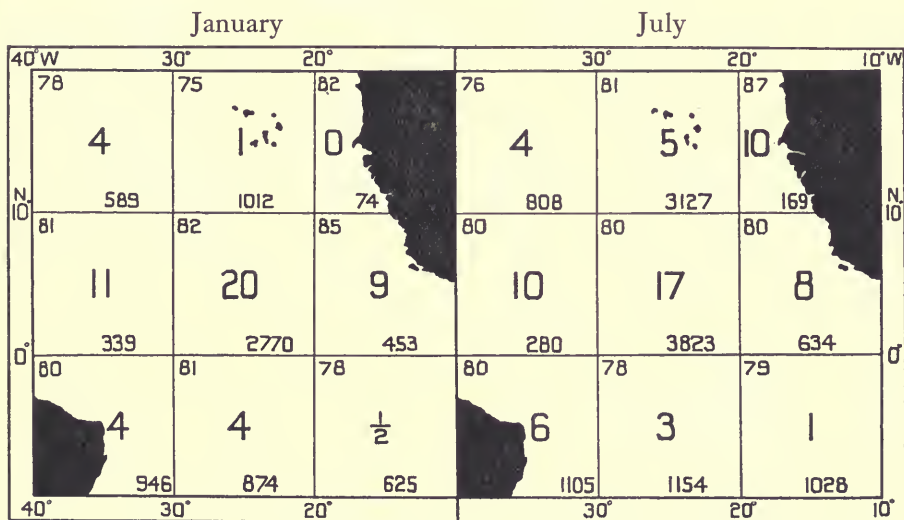 January July
40°W 30° 20° 30° 20° 10°W
78 75 82 76 81 87
4 1 0 4 5 10
589 1012 74 808 3127 169
N 10° N 10°
81 82 85 80 80 80
11 20 9 10 17 8
339 2770 453 280 3823 634
0° 0°
80 81 78 80 78 79
4 4 ½ 6 3 1
946 874 625 1105 1154 1028
40° 30° 20° 30° 20° 10°